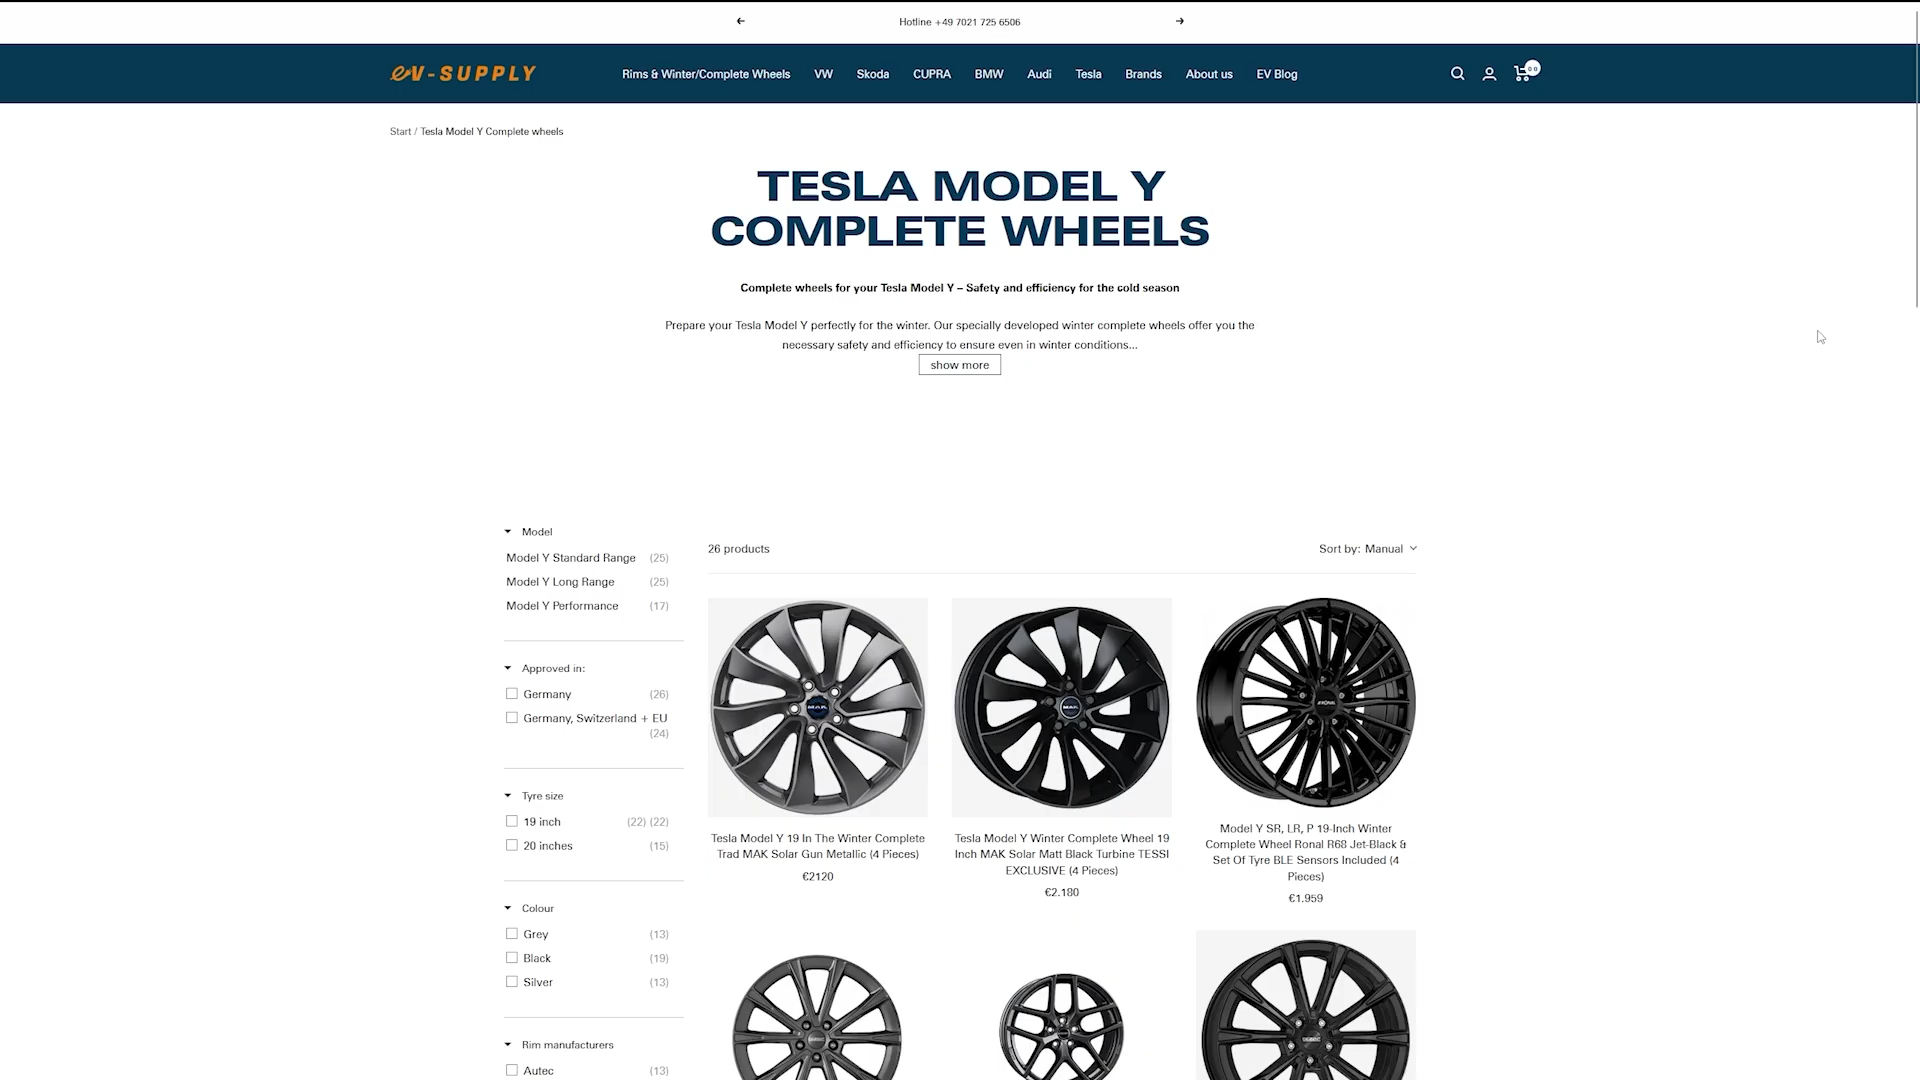 Hotline +49 7021 725 6506
eV-SUPPLY
Rims & Winter/Complete Wheels VW Skoda CUPRA BMW Audi Tesla Brands About us EV Blog
Start / Tesla Model Y Complete wheels
TESLA MODEL Y
COMPLETE WHEELS
Complete wheels for your Tesla Model Y – Safety and efficiency for the cold season
Prepare your Tesla Model Y perfectly for the winter. Our specially developed winter complete wheels offer you the
necessary safety and efficiency to ensure even in winter conditions...
show more
Model
Model Y Standard Range (25)
Model Y Long Range (25)
Model Y Performance (17)
Approved in:
Germany (26)
Germany, Switzerland + EU
(24)
Tyre size
19 inch (22) (22)
20 inches (15)
Colour
Grey (13)
Black (19)
Silver (13)
Rim manufacturers
Autec (13)
26 products
Sort by: Manual
MAK
MAK
RONAL
Tesla Model Y 19 In The Winter Complete
Trad MAK Solar Gun Metallic (4 Pieces)
€2120
Tesla Model Y Winter Complete Wheel 19
Inch MAK Solar Matt Black Turbine TESSI
EXCLUSIVE (4 Pieces)
€2.180
Model Y SR, LR, P 19-Inch Winter
Complete Wheel Ronal R68 Jet-Black &
Set Of Tyre BLE Sensors Included (4
Pieces)
€1.959